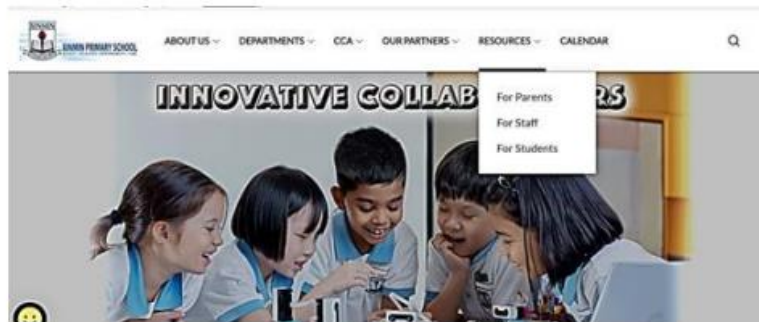 XINMIN PRIMARY SCHOOL
ABOUT US
DEPARTMENTS
CCA
OUR PARTNERS
RESOURCES
CALENDAR
For Parents
For Staff
For Students
INNOVATIVE COLLAB RS